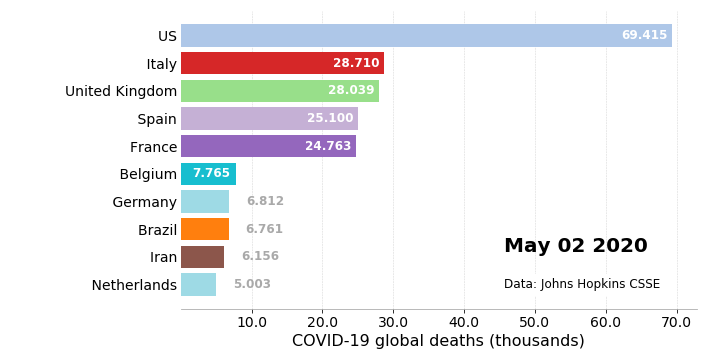 US 69.415
Italy 28.710
United Kingdom 28.039
Spain 25.100
France 24.763
Belgium 7.765
Germany 6.812
Brazil 6.761
Iran 6.156
Netherlands 5.003
May 02 2020
Data: Johns Hopkins CSSE
10.0 20.0 30.0 40.0 50.0 60.0 70.0
COVID-19 global deaths (thousands)